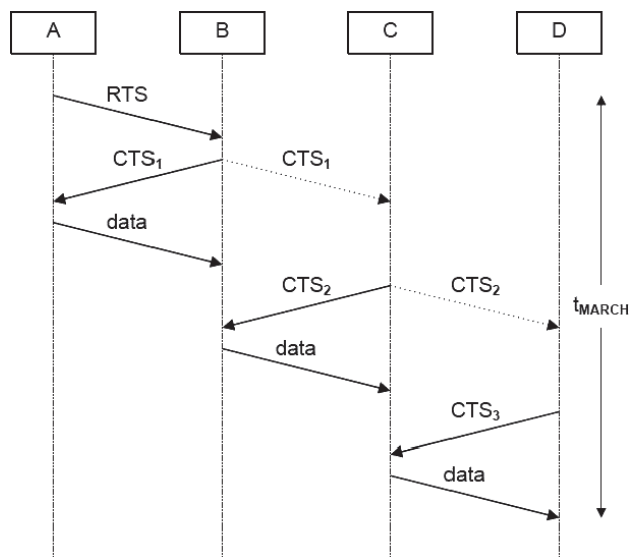 A B C D
RTS
CTS₁ CTS₁
data
CTS₂ CTS₂
tMARCH
data
CTS₃
data